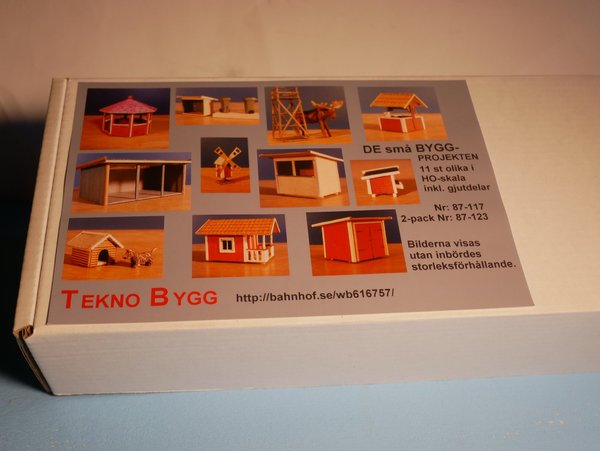 DE små BYGG-
PROJEKTEN
11 st olika i
HO-skala
inkl. gjutdelar
Nr: 87-117
2-pack Nr: 87-123
Bilderna visas
utan inbördes
storleksförhållande.
TEKNO BYGG http://bahnhof.se/wb616757/